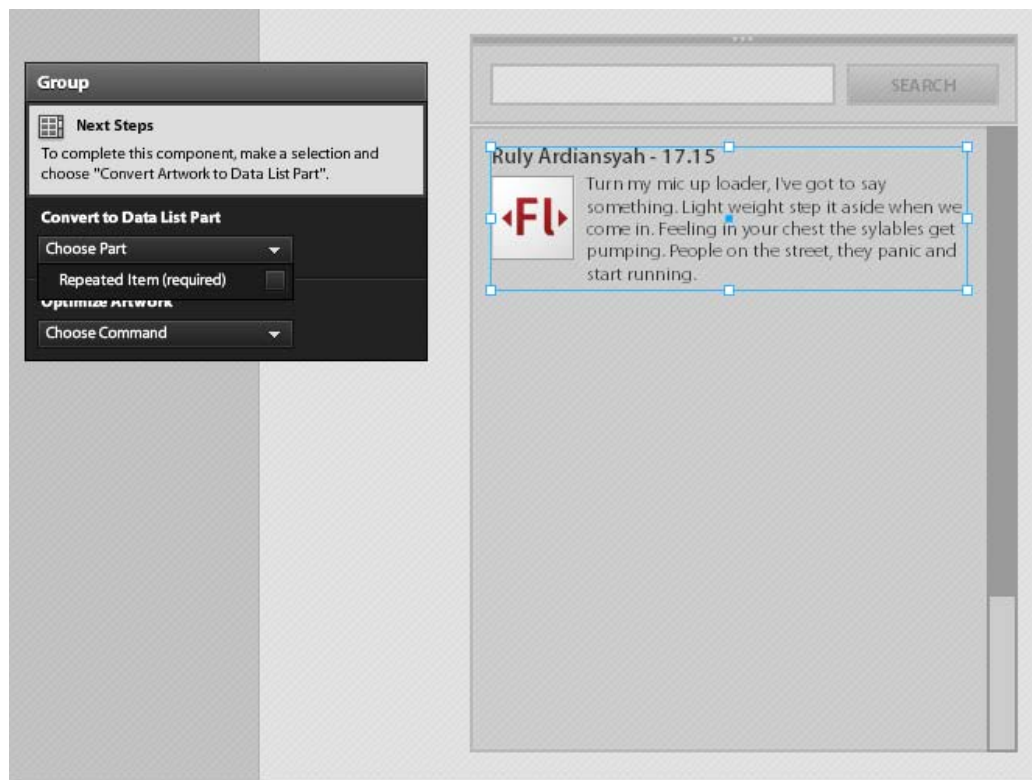 Group
Next Steps
To complete this component, make a selection and
choose "Convert Artwork to Data List Part".
Convert to Data List Part
Choose Part
Repeated Item (required)
Optimize Artwork
Choose Command
SEARCH
Ruly Ardiansyah - 17.15
Fl
Turn my mic up loader, I've got to say
something. Light weight step it aside when we
come in. Feeling in your chest the sylables get
pumping. People on the street, they panic and
start running.